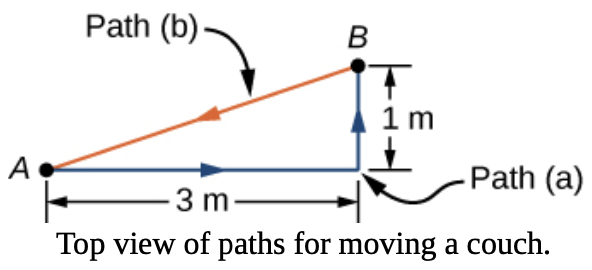 Path (b)
B
1 m
A
Path (a)
3 m
Top view of paths for moving a couch.